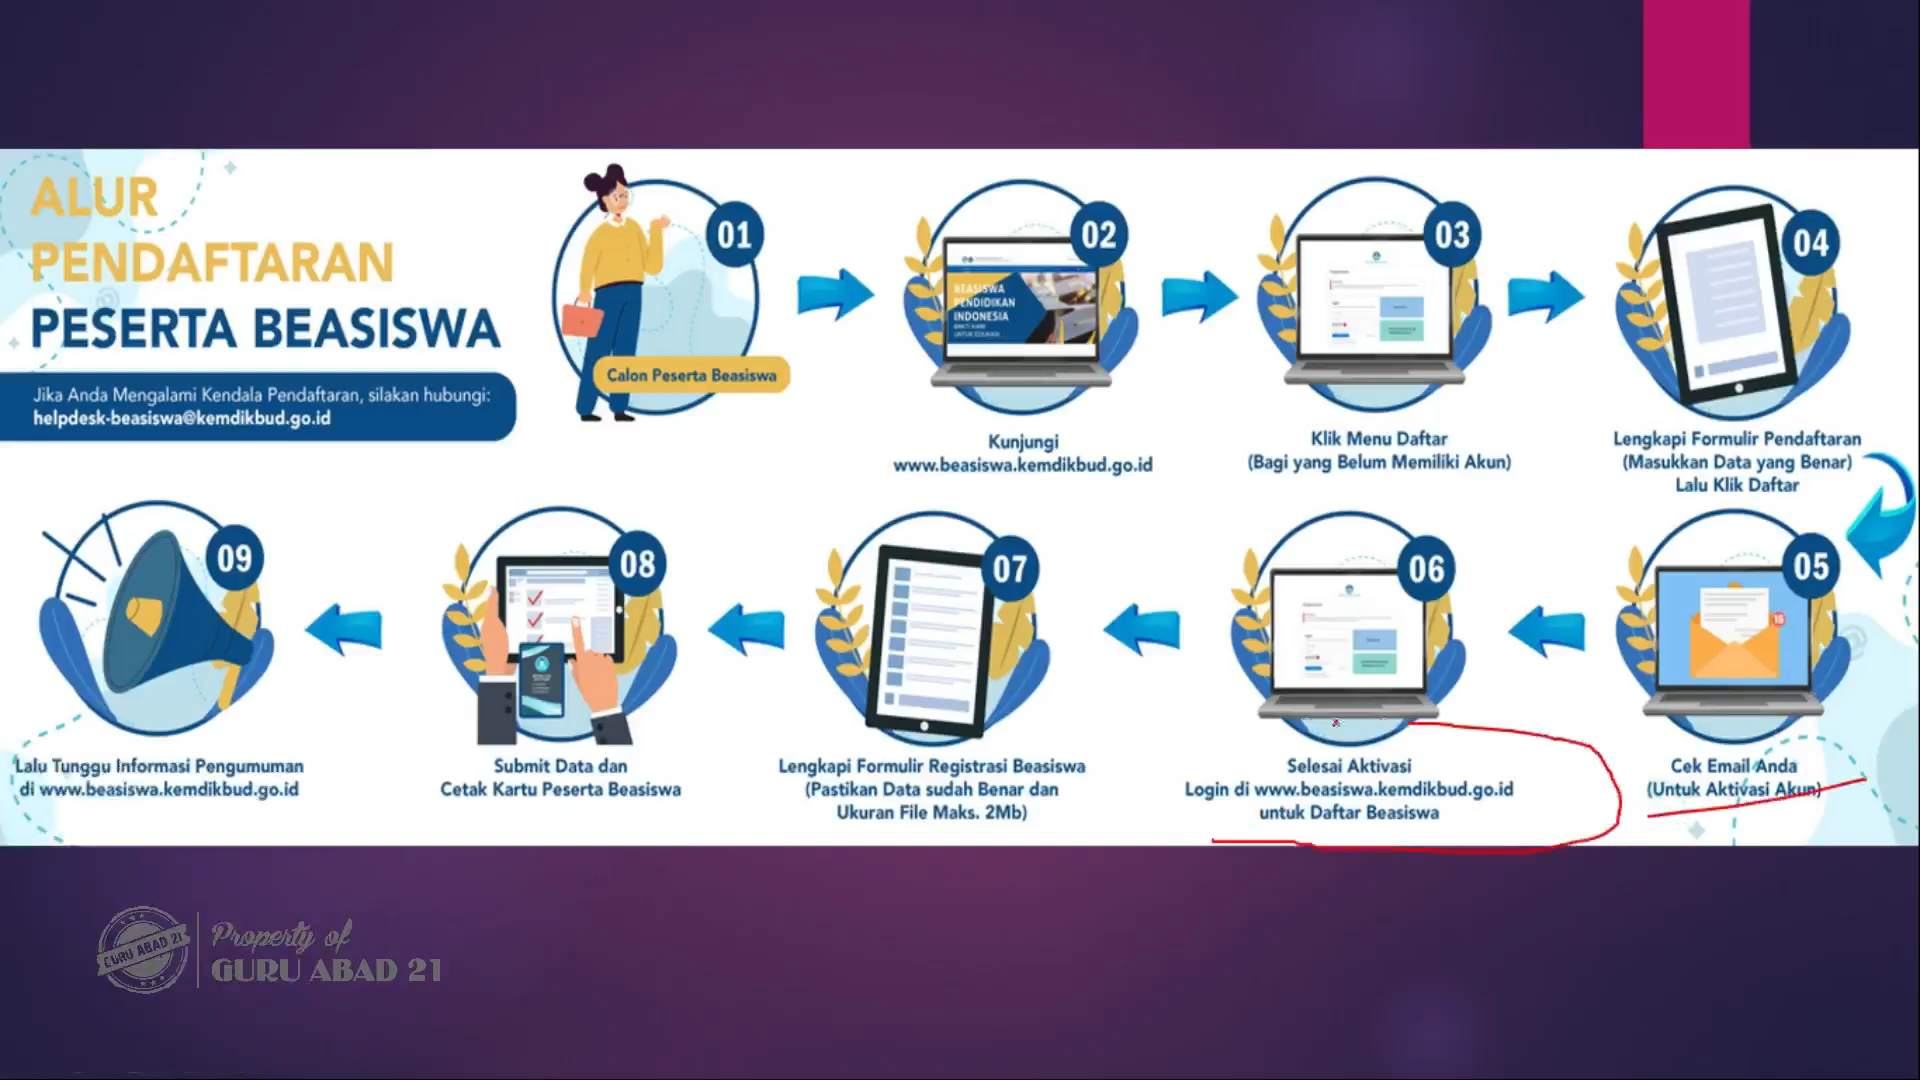 ALUR
PENDAFTARAN
PESERTA BEASISWA
Jika Anda Mengalami Kendala Pendaftaran, silakan hubungi:
helpdesk-beasiswa@kemdikbud.go.id
01
Calon Peserta Beasiswa
02
BEASISWA
PENDIDIKAN
INDONESIA
Kunjungi
www.beasiswa.kemdikbud.go.id
03
Klik Menu Daftar
(Bagi yang Belum Memiliki Akun)
04
Lengkapi Formulir Pendaftaran
(Masukkan Data yang Benar)
Lalu Klik Daftar
05
Cek Email Anda
(Untuk Aktivasi Akun)
06
Selesai Aktivasi
Login di www.beasiswa.kemdikbud.go.id
untuk Daftar Beasiswa
07
Lengkapi Formulir Registrasi Beasiswa
(Pastikan Data sudah Benar dan
Ukuran File Maks. 2Mb)
08
Submit Data dan
Cetak Kartu Peserta Beasiswa
09
Lalu Tunggu Informasi Pengumuman
di www.beasiswa.kemdikbud.go.id
GURU ABAD 21
Property of
GURU ABAD 21